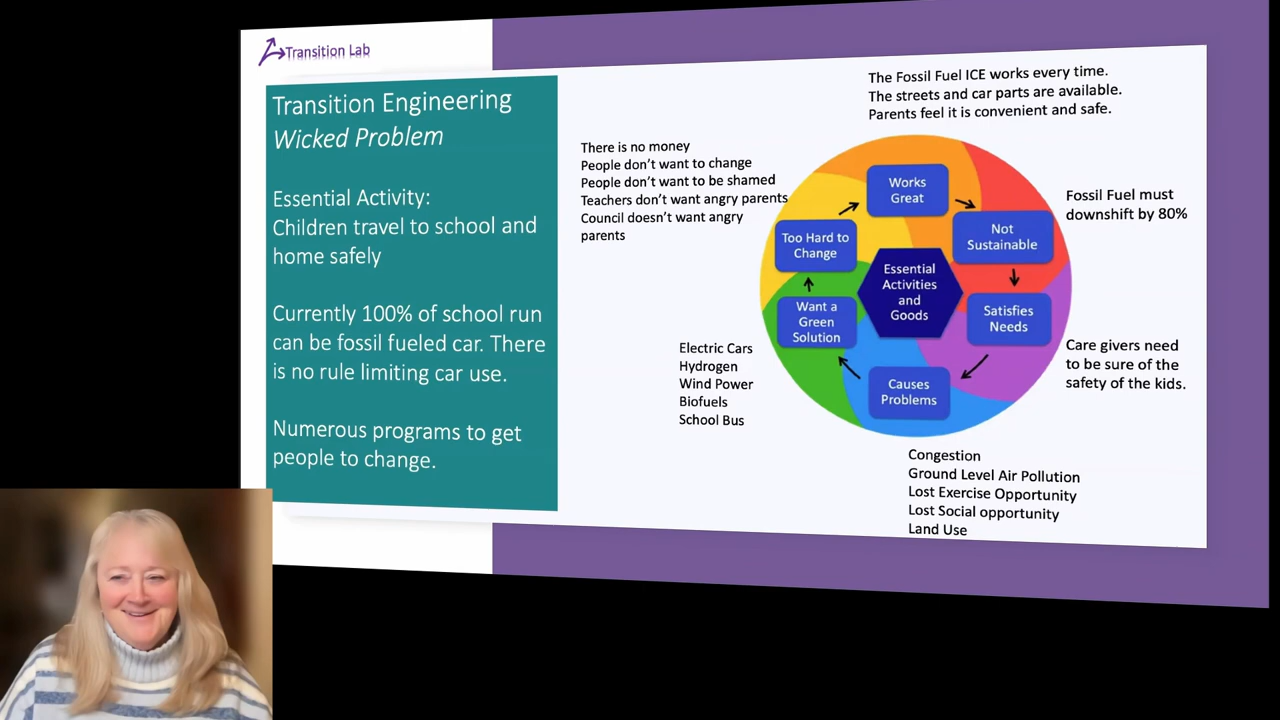 Transition Lab
Transition Engineering
Wicked Problem
Essential Activity:
Children travel to school and
home safely
Currently 100% of school run
can be fossil fueled car. There
is no rule limiting car use.
Numerous programs to get
people to change.
There is no money
People don't want to change
People don't want to be shamed
Teachers don't want angry parents
Council doesn't want angry
parents
The Fossil Fuel ICE works every time.
The streets and car parts are available.
Parents feel it is convenient and safe.
Works
Great
Fossil Fuel must
downshift by 80%
Not
Sustainable
Too Hard to
Change
Essential
Activities
and
Goods
Want a
Green
Solution
Satisfies
Needs
Electric Cars
Hydrogen
Wind Power
Biofuels
School Bus
Care givers need
to be sure of the
safety of the kids.
Causes
Problems
Congestion
Ground Level Air Pollution
Lost Exercise Opportunity
Lost Social opportunity
Land Use